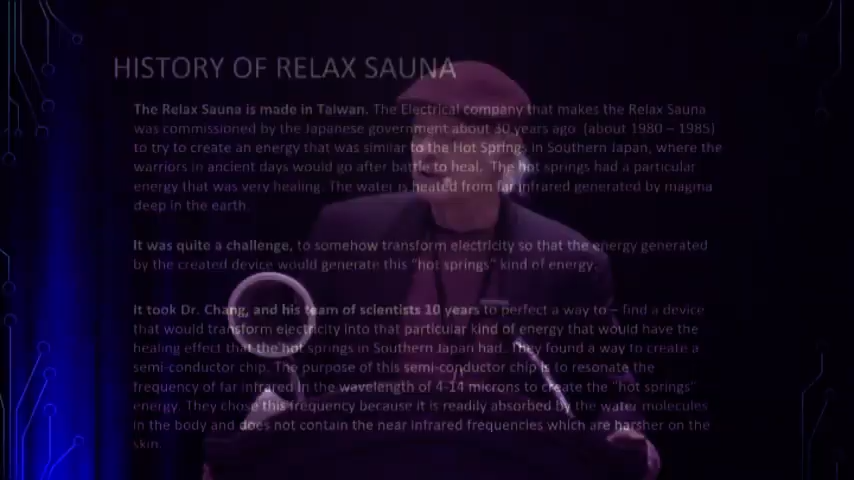 HISTORY OF RELAX SAUNA
The Relax Sauna is made in Taiwan. The Electrical company that makes the Relax Sauna
was commissioned by the Japanese government about 30 years ago (about 1980 – 1985)
to try to create an energy that was similar to the Hot Springs in Southern Japan, where the
warriors in ancient days would go after battle to heal. The hot springs had a particular
energy that was very healing. The water is heated from far infrared generated by magma
deep in the earth.
It was quite a challenge, to somehow transform electricity so that the energy generated
by the created device would generate this "hot springs" kind of energy.
It took Dr. Chang, and his team of scientists 10 years to perfect a way to – find a device
that would transform electricity into that particular kind of energy that would have the
healing effect that the hot springs in Southern Japan had. They found a way to create a
semi-conductor chip. The purpose of this semi-conductor chip is to resonate the
frequency of far infrared in the wavelength of 4-14 microns to create the "hot springs"
energy. They chose this frequency because it is readily absorbed by the water molecules
in the body and does not contain the near infrared frequencies which are harsher on the
skin.